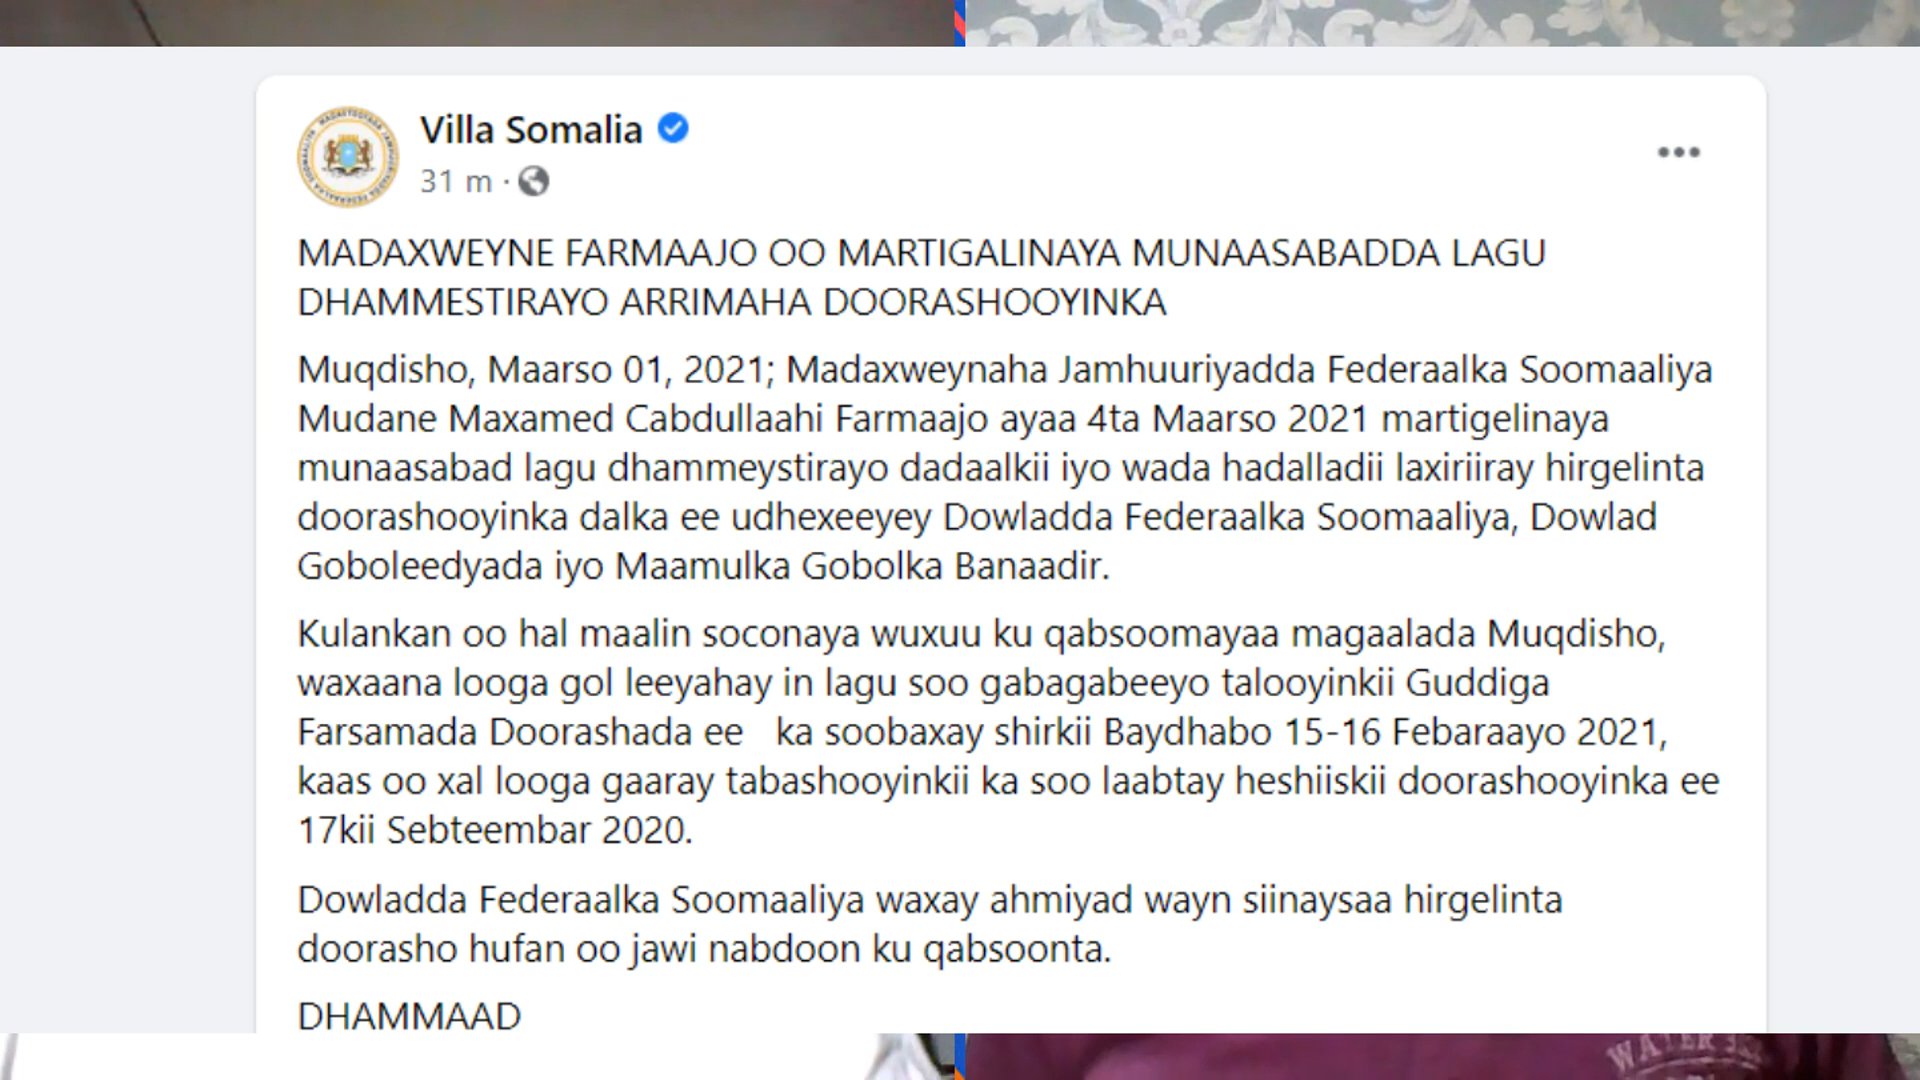 Villa Somalia
31 m ·
MADAXWEYNE FARMAAJO OO MARTIGALINAYA MUNAASABADDA LAGU
DHAMMESTIRAYO ARRIMAHA DOORASHOOYINKA
Muqdisho, Maarso 01, 2021; Madaxweynaha Jamhuuriyadda Federaalka Soomaaliya
Mudane Maxamed Cabdullaahi Farmaajo ayaa 4ta Maarso 2021 martigelinaya
munaasabad lagu dhammeystirayo dadaalkii iyo wada hadalladii laxiriiray hirgelinta
doorashooyinka dalka ee udhexeeyey Dowladda Federaalka Soomaaliya, Dowlad
Goboleedyada iyo Maamulka Gobolka Banaadir.
Kulankan oo hal maalin soconaya wuxuu ku qabsoomayaa magaalada Muqdisho,
waxaana looga gol leeyahay in lagu soo gabagabeeyo talooyinkii Guddiga
Farsamada Doorashada ee   ka soobaxay shirkii Baydhabo 15-16 Febaraayo 2021,
kaas oo xal looga gaaray tabashooyinkii ka soo laabtay heshiiskii doorashooyinka ee
17kii Sebteembar 2020.
Dowladda Federaalka Soomaaliya waxay ahmiyad wayn siinaysaa hirgelinta
doorasho hufan oo jawi nabdoon ku qabsoonta.
DHAMMAAD
WATER